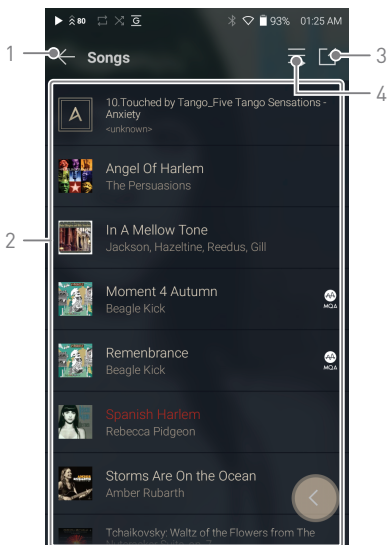 80 G 93% 01:25 AM
1 Songs 3
4
10.Touched by Tango_Five Tango Sensations -
Anxiety
<unknown>
Angel Of Harlem
The Persuasions
2 In A Mellow Tone
Jackson, Hazeltine, Reedus, Gill
Moment 4 Autumn
Beagle Kick
MQA
Remenbrance
Beagle Kick
MQA
Spanish Harlem
Rebecca Pidgeon
Storms Are On the Ocean
Amber Rubarth
Tchaikovsky: Waltz of the Flowers from The